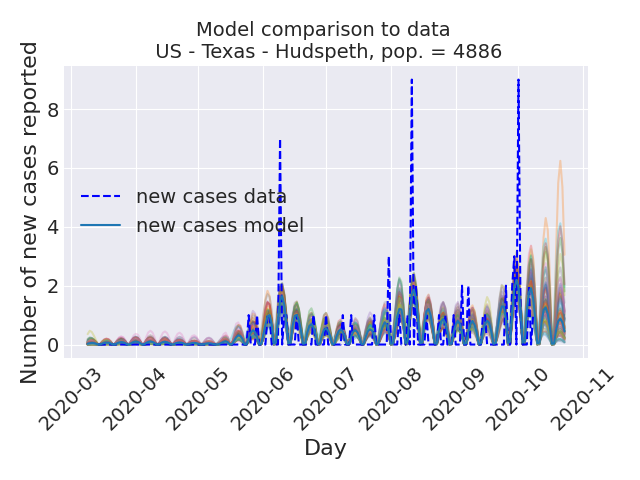 Model comparison to data
US - Texas - Hudspeth, pop. = 4886
Number of new cases reported
8
6
4
2
0
new cases data
new cases model
2020-03
2020-04
2020-05
2020-06
2020-07
2020-08
2020-09
2020-10
2020-11
Day